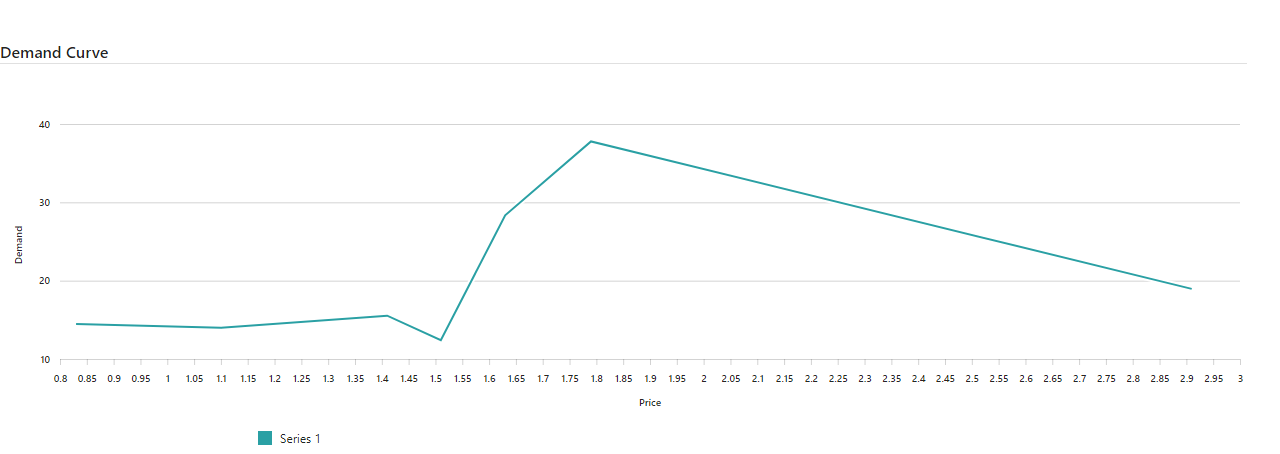 Demand Curve
40
30
20
10
Demand
0.8 0.85 0.9 0.95 1 1.05 1.1 1.15 1.2 1.25 1.3 1.35 1.4 1.45 1.5 1.55 1.6 1.65 1.7 1.75 1.8 1.85 1.9 1.95 2 2.05 2.1 2.15 2.2 2.25 2.3 2.35 2.4 2.45 2.5 2.55 2.6 2.65 2.7 2.75 2.8 2.85 2.9 2.95 3
Price
Series 1